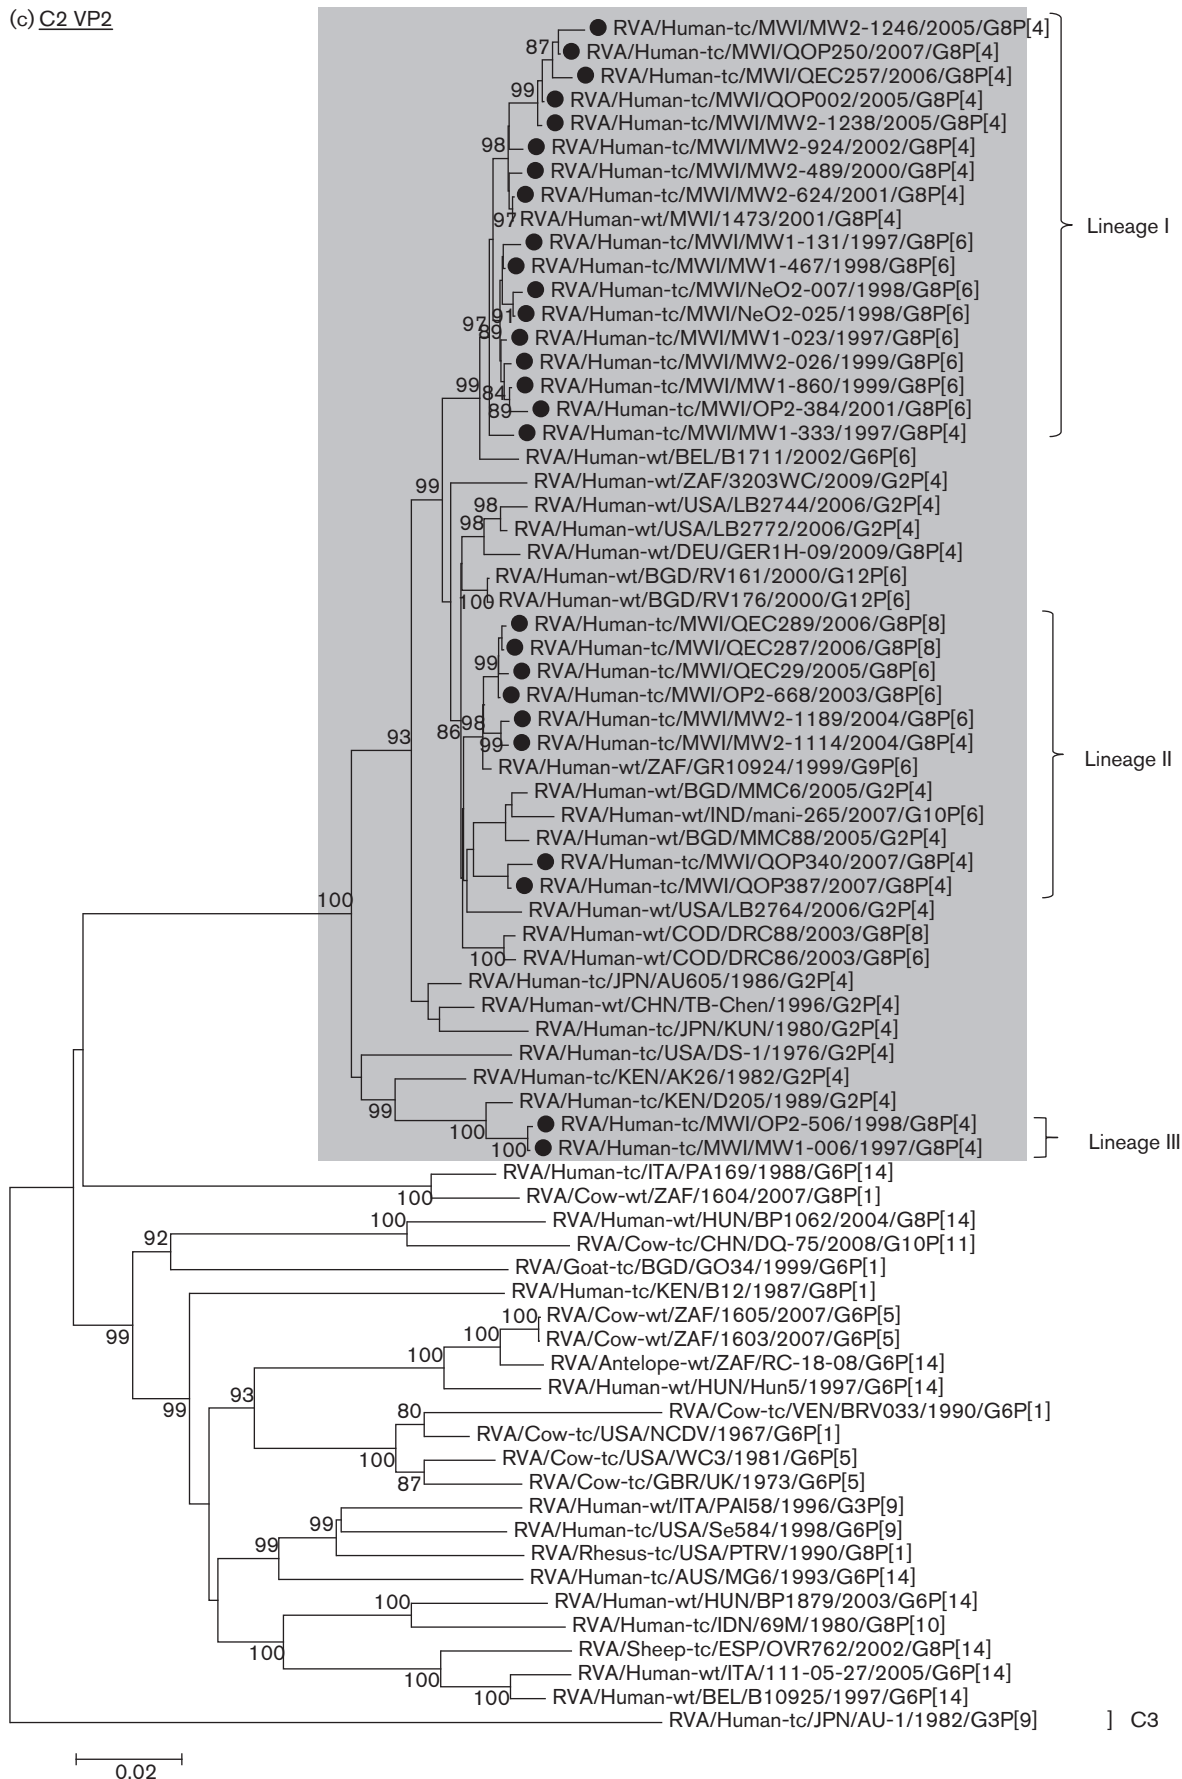 (c) C2 VP2
RVA/Human-tc/MWI/MW2-1246/2005/G8P[4]
87
RVA/Human-tc/MWI/QOP250/2007/G8P[4]
RVA/Human-tc/MWI/QEC257/2006/G8P[4]
99
RVA/Human-tc/MWI/QOP002/2005/G8P[4]
RVA/Human-tc/MWI/MW2-1238/2005/G8P[4]
98
RVA/Human-tc/MWI/MW2-924/2002/G8P[4]
RVA/Human-tc/MWI/MW2-489/2000/G8P[4]
RVA/Human-tc/MWI/MW2-624/2001/G8P[4]
97
RVA/Human-wt/MWI/1473/2001/G8P[4]
Lineage I
RVA/Human-tc/MWI/MW1-131/1997/G8P[6]
RVA/Human-tc/MWI/MW1-467/1998/G8P[6]
RVA/Human-tc/MWI/NeO2-007/1998/G8P[6]
91
RVA/Human-tc/MWI/NeO2-025/1998/G8P[6]
97
89
RVA/Human-tc/MWI/MW1-023/1997/G8P[6]
RVA/Human-tc/MWI/MW2-026/1999/G8P[6]
99
84
RVA/Human-tc/MWI/MW1-860/1999/G8P[6]
89
RVA/Human-tc/MWI/OP2-384/2001/G8P[6]
RVA/Human-tc/MWI/MW1-333/1997/G8P[4]
RVA/Human-wt/BEL/B1711/2002/G6P[6]
99
RVA/Human-wt/ZAF/3203WC/2009/G2P[4]
98
RVA/Human-wt/USA/LB2744/2006/G2P[4]
98
RVA/Human-wt/USA/LB2772/2006/G2P[4]
RVA/Human-wt/DEU/GER1H-09/2009/G8P[4]
RVA/Human-wt/BGD/RV161/2000/G12P[6]
100
RVA/Human-wt/BGD/RV176/2000/G12P[6]
RVA/Human-tc/MWI/QEC289/2006/G8P[8]
RVA/Human-tc/MWI/QEC287/2006/G8P[8]
99
RVA/Human-tc/MWI/QEC29/2005/G8P[6]
RVA/Human-tc/MWI/OP2-668/2003/G8P[6]
93
86
98
RVA/Human-tc/MWI/MW2-1189/2004/G8P[6]
99
RVA/Human-tc/MWI/MW2-1114/2004/G8P[4]
Lineage II
RVA/Human-wt/ZAF/GR10924/1999/G9P[6]
RVA/Human-wt/BGD/MMC6/2005/G2P[4]
RVA/Human-wt/IND/mani-265/2007/G10P[6]
RVA/Human-wt/BGD/MMC88/2005/G2P[4]
RVA/Human-tc/MWI/QOP340/2007/G8P[4]
RVA/Human-tc/MWI/QOP387/2007/G8P[4]
100
RVA/Human-wt/USA/LB2764/2006/G2P[4]
RVA/Human-wt/COD/DRC88/2003/G8P[8]
100
RVA/Human-wt/COD/DRC86/2003/G8P[6]
RVA/Human-tc/JPN/AU605/1986/G2P[4]
RVA/Human-wt/CHN/TB-Chen/1996/G2P[4]
RVA/Human-tc/JPN/KUN/1980/G2P[4]
RVA/Human-tc/USA/DS-1/1976/G2P[4]
RVA/Human-tc/KEN/AK26/1982/G2P[4]
99
RVA/Human-tc/KEN/D205/1989/G2P[4]
100
RVA/Human-tc/MWI/OP2-506/1998/G8P[4]
100
RVA/Human-tc/MWI/MW1-006/1997/G8P[4]
Lineage III
RVA/Human-tc/ITA/PA169/1988/G6P[14]
100
RVA/Cow-wt/ZAF/1604/2007/G8P[1]
100
RVA/Human-wt/HUN/BP1062/2004/G8P[14]
92
RVA/Cow-tc/CHN/DQ-75/2008/G10P[11]
RVA/Goat-tc/BGD/GO34/1999/G6P[1]
RVA/Human-tc/KEN/B12/1987/G8P[1]
99
100
RVA/Cow-wt/ZAF/1605/2007/G6P[5]
100
RVA/Cow-wt/ZAF/1603/2007/G6P[5]
100
RVA/Antelope-wt/ZAF/RC-18-08/G6P[14]
RVA/Human-wt/HUN/Hun5/1997/G6P[14]
99
93
80
RVA/Cow-tc/VEN/BRV033/1990/G6P[1]
RVA/Cow-tc/USA/NCDV/1967/G6P[1]
100
RVA/Cow-tc/USA/WC3/1981/G6P[5]
87
RVA/Cow-tc/GBR/UK/1973/G6P[5]
RVA/Human-wt/ITA/PAI58/1996/G3P[9]
99
RVA/Human-tc/USA/Se584/1998/G6P[9]
99
RVA/Rhesus-tc/USA/PTRV/1990/G8P[1]
RVA/Human-tc/AUS/MG6/1993/G6P[14]
100
RVA/Human-wt/HUN/BP1879/2003/G6P[14]
RVA/Human-tc/IDN/69M/1980/G8P[10]
100
RVA/Sheep-tc/ESP/OVR762/2002/G8P[14]
100
RVA/Human-wt/ITA/111-05-27/2005/G6P[14]
100
RVA/Human-wt/BEL/B10925/1997/G6P[14]
RVA/Human-tc/JPN/AU-1/1982/G3P[9] ] C3
0.02